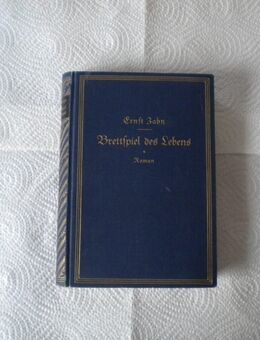 Ernst Zahn
Brettspiel des Lebens
Roman